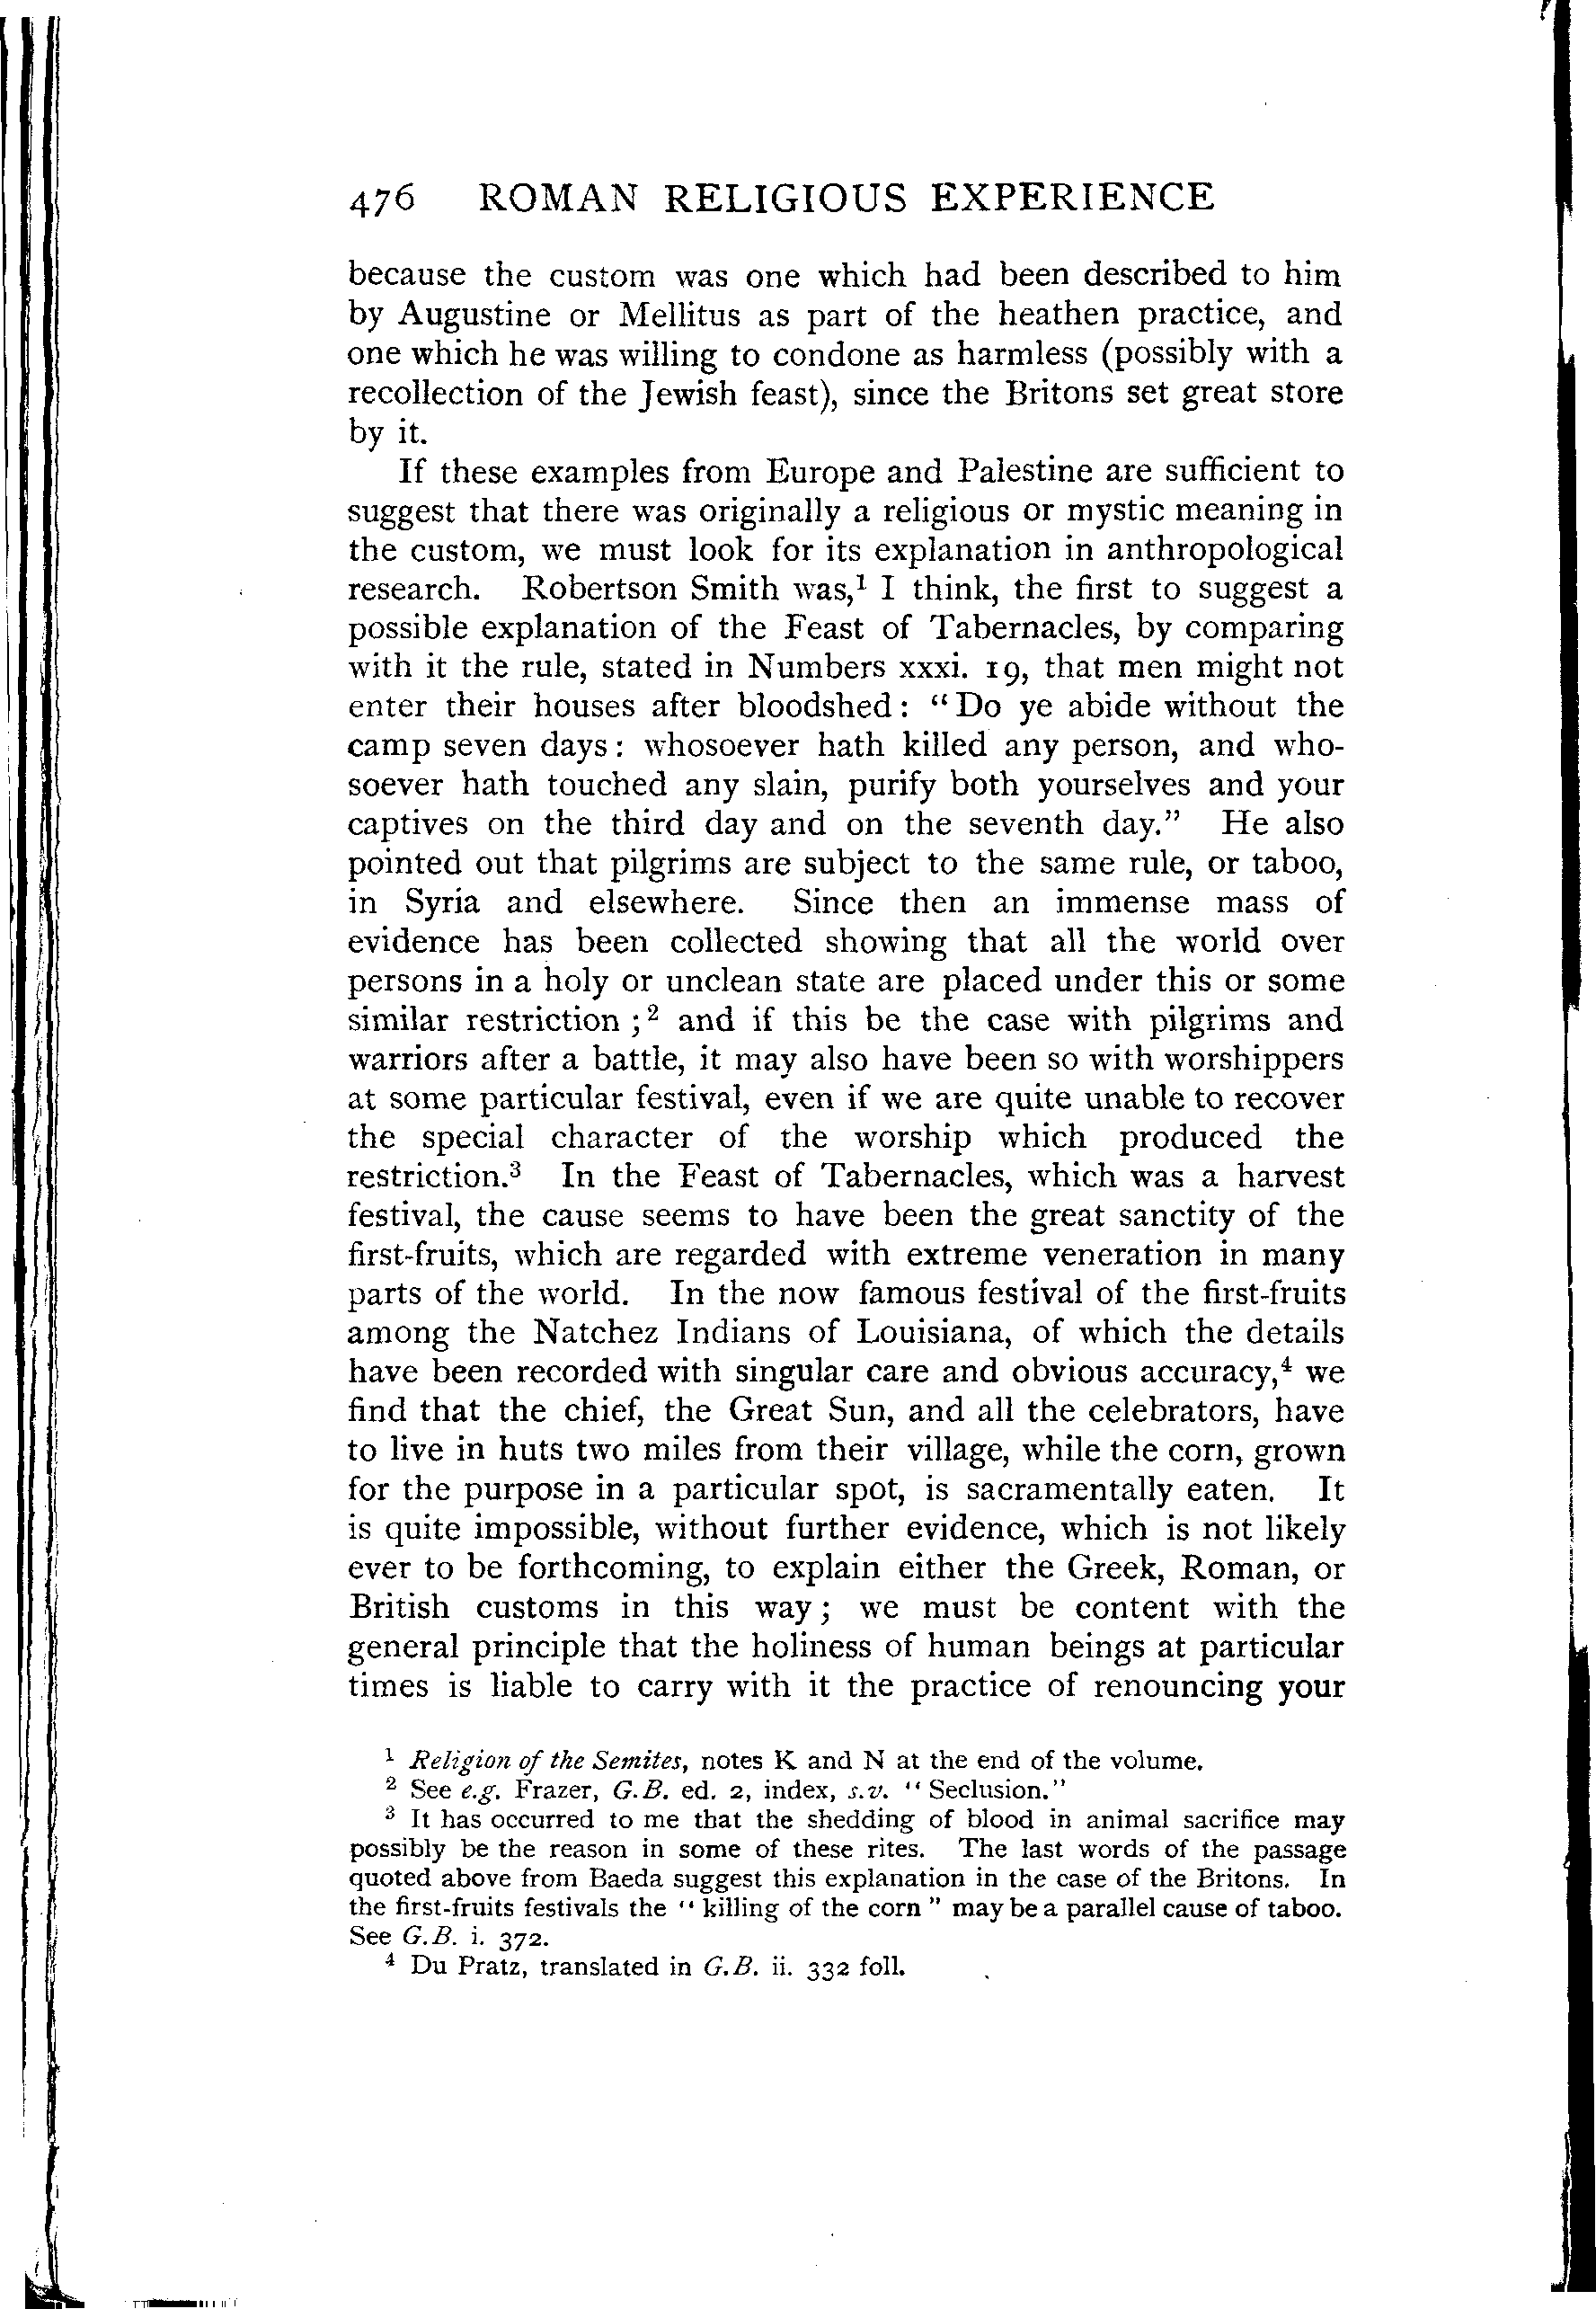 476 ROMAN RELIGIOUS EXPERIENCE
because the custom was one which had been described to him
by Augustine or Mellitus as part of the heathen practice, and
one which he was willing to condone as harmless (possibly with a
recollection of the Jewish feast), since the Britons set great store
by it.
If these examples from Europe and Palestine are sufficient to
suggest that there was originally a religious or mystic meaning in
the custom, we must look for its explanation in anthropological
research. Robertson Smith was,¹ I think, the first to suggest a
possible explanation of the Feast of Tabernacles, by comparing
with it the rule, stated in Numbers xxxi. 19, that men might not
enter their houses after bloodshed: “Do ye abide without the
camp seven days: whosoever hath killed any person, and who-
soever hath touched any slain, purify both yourselves and your
captives on the third day and on the seventh day.” He also
pointed out that pilgrims are subject to the same rule, or taboo,
in Syria and elsewhere. Since then an immense mass of
evidence has been collected showing that all the world over
persons in a holy or unclean state are placed under this or some
similar restriction;² and if this be the case with pilgrims and
warriors after a battle, it may also have been so with worshippers
at some particular festival, even if we are quite unable to recover
the special character of the worship which produced the
restriction.³ In the Feast of Tabernacles, which was a harvest
festival, the cause seems to have been the great sanctity of the
first-fruits, which are regarded with extreme veneration in many
parts of the world. In the now famous festival of the first-fruits
among the Natchez Indians of Louisiana, of which the details
have been recorded with singular care and obvious accuracy,⁴ we
find that the chief, the Great Sun, and all the celebrators, have
to live in huts two miles from their village, while the corn, grown
for the purpose in a particular spot, is sacramentally eaten. It
is quite impossible, without further evidence, which is not likely
ever to be forthcoming, to explain either the Greek, Roman, or
British customs in this way; we must be content with the
general principle that the holiness of human beings at particular
times is liable to carry with it the practice of renouncing your
¹ Religion of the Semites, notes K and N at the end of the volume.
² See e.g. Frazer, G.B. ed. 2, index, s.v. “Seclusion.”
³ It has occurred to me that the shedding of blood in animal sacrifice may
possibly be the reason in some of these rites. The last words of the passage
quoted above from Baeda suggest this explanation in the case of the Britons. In
the first-fruits festivals the “killing of the corn” may be a parallel cause of taboo.
See G.B. i. 372.
⁴ Du Pratz, translated in G.B. ii. 332 foll.